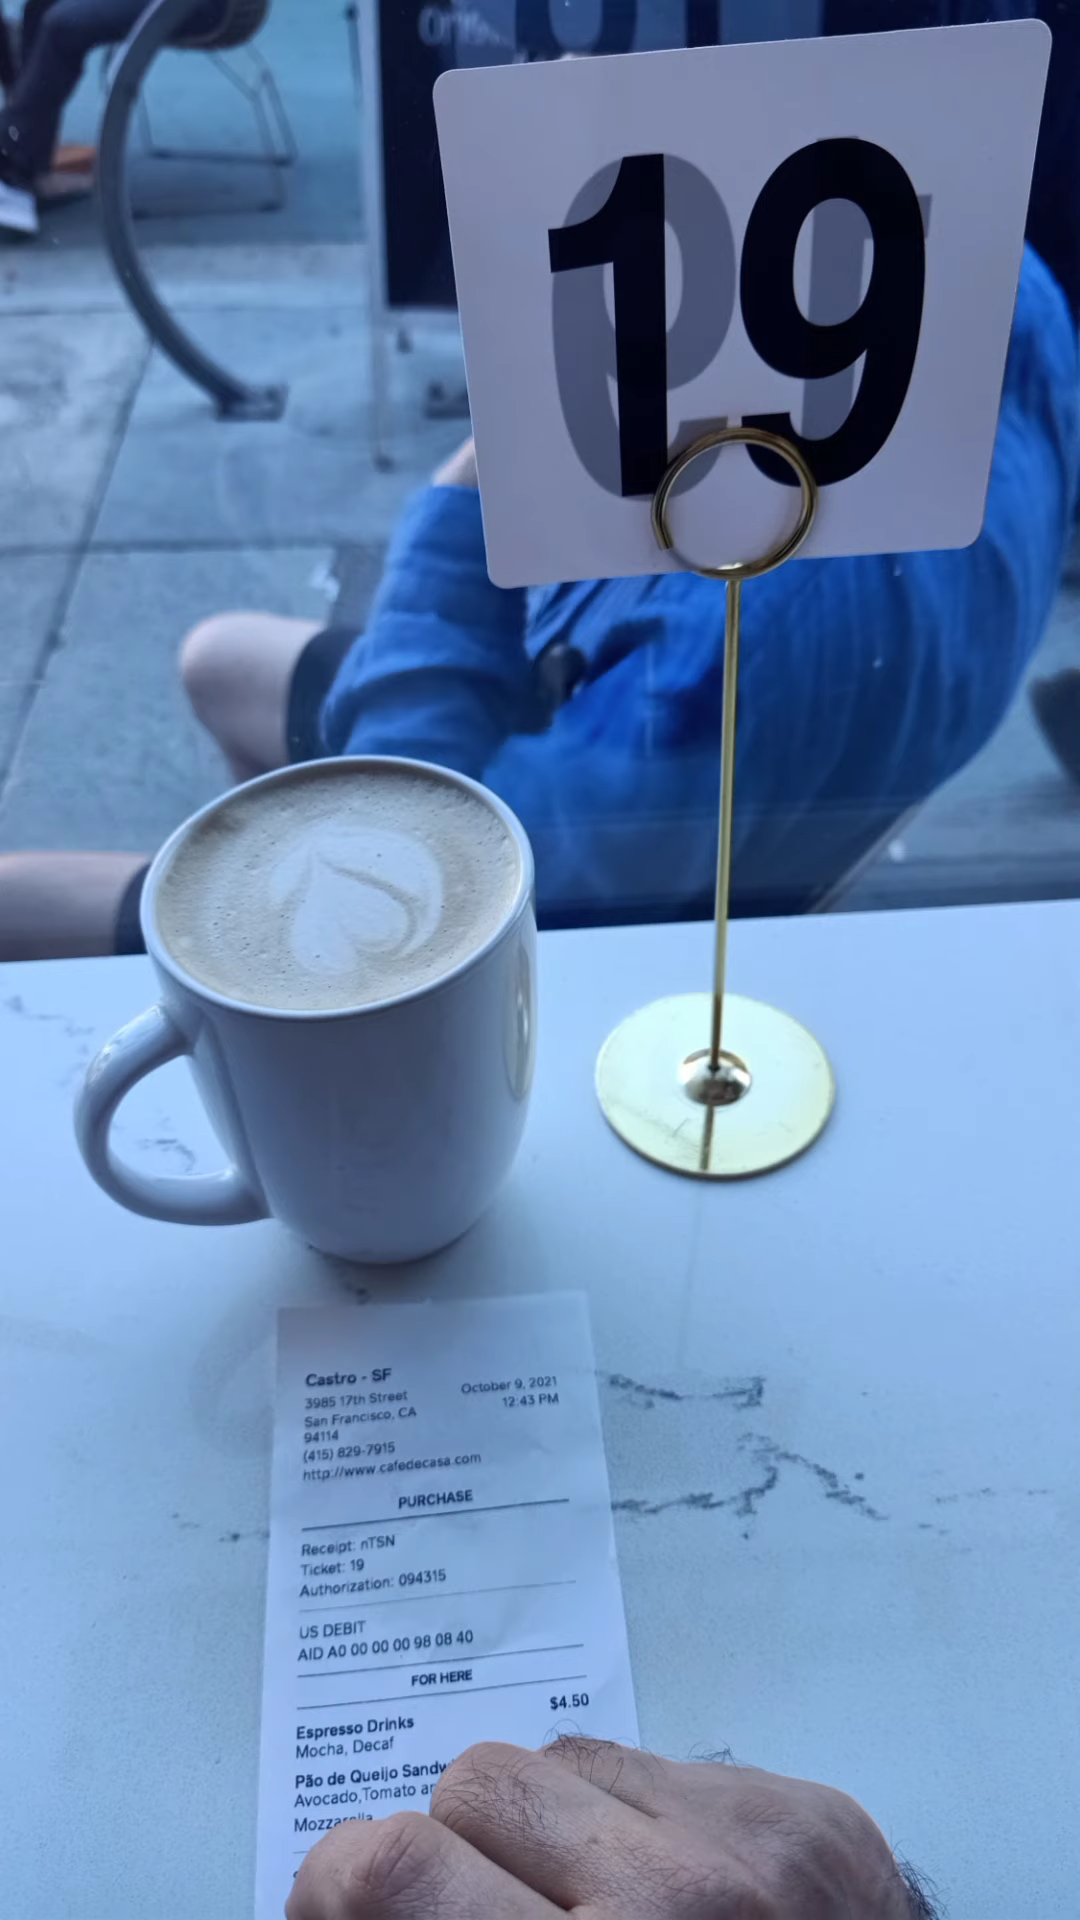 19
Castro - SF
3985 17th Street
San Francisco, CA
94114
(415) 829-7915
http://www.cafedecasa.com
October 9, 2021
12:43 PM
PURCHASE
Receipt: nTSN
Ticket: 19
Authorization: 094315
US DEBIT
AID A0 00 00 00 98 08 40
FOR HERE
Espresso Drinks $4.50
Mocha, Decaf
Pão de Queijo
Avocado,Tomato